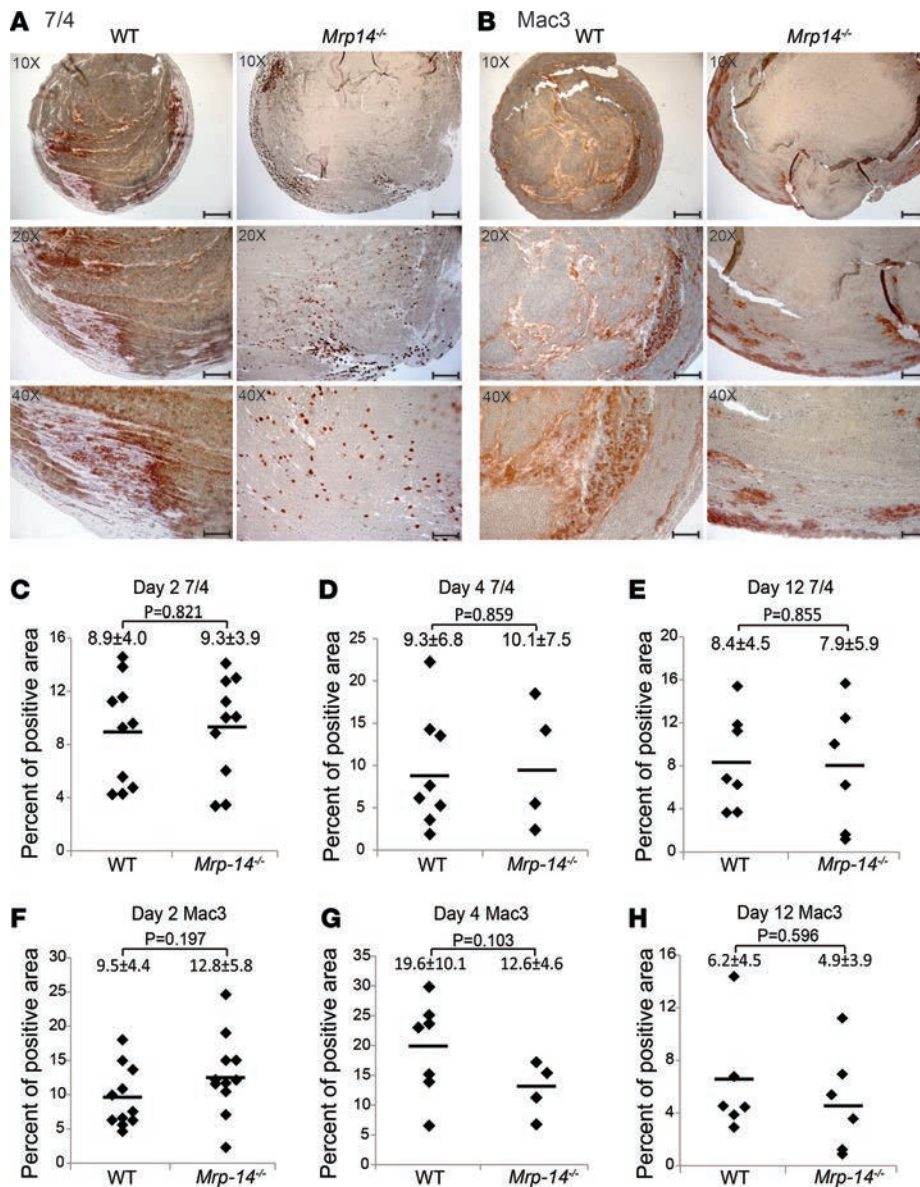 A 7/4
WT Mrp14-/-
10X
20X
40X
B Mac3
WT Mrp14-/-
10X
20X
40X
C Day 2 7/4
P=0.821
8.9±4.0 9.3±3.9
Percent of positive area
16
12
8
4
0
WT Mrp-14-/-
D Day 4 7/4
P=0.859
9.3±6.8 10.1±7.5
Percent of positive area
25
20
15
10
5
0
WT Mrp-14-/-
E Day 12 7/4
P=0.855
8.4±4.5 7.9±5.9
Percent of positive area
20
16
12
8
4
0
WT Mrp-14-/-
F Day 2 Mac3
P=0.197
9.5±4.4 12.8±5.8
Percent of positive area
30
25
20
15
10
5
0
WT Mrp-14-/-
G Day 4 Mac3
P=0.103
19.6±10.1 12.6±4.6
Percent of positive area
35
30
25
20
15
10
5
0
WT Mrp-14-/-
H Day 12 Mac3
P=0.596
6.2±4.5 4.9±3.9
Percent of positive area
16
12
8
4
0
WT Mrp-14-/-